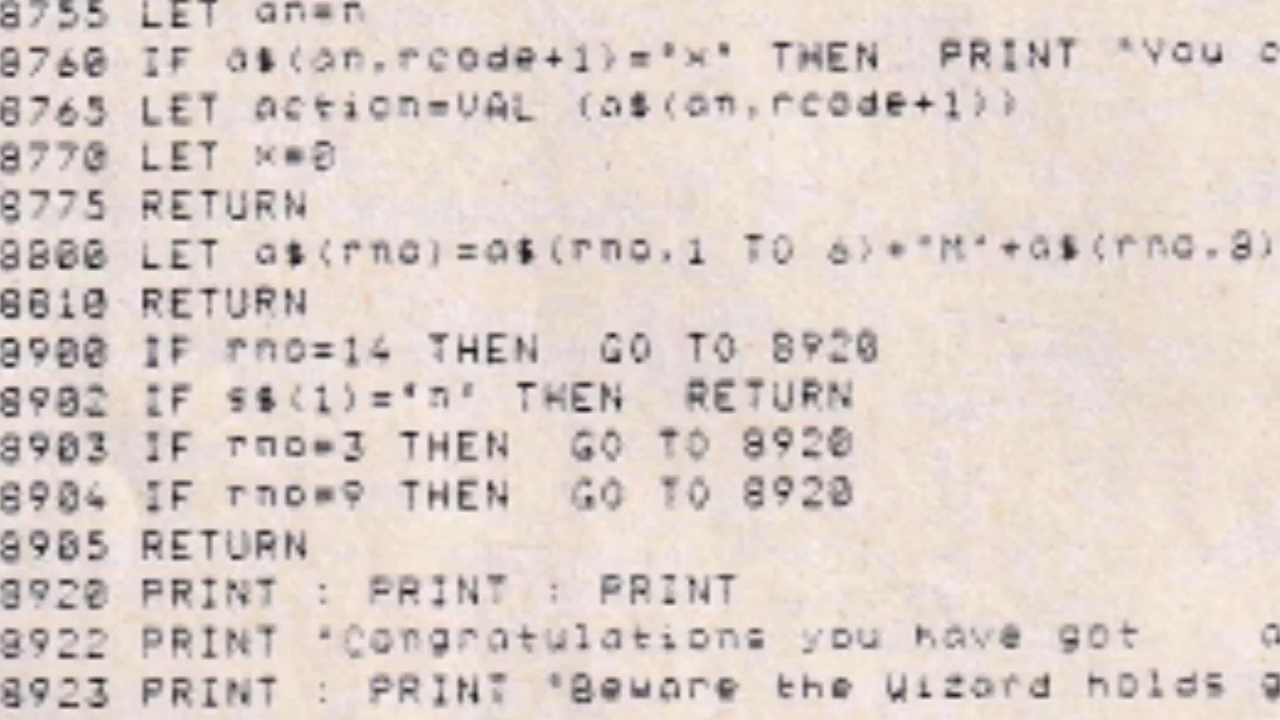 8755 LET an=n
8760 IF a$(an,rcode+1)="x" THEN PRINT "You c
8765 LET action=VAL (a$(an,rcode+1))
8770 LET x=0
8775 RETURN
8800 LET a$(rno)=a$(rno,1 TO 6)+"M"+a$(rno,8)
8810 RETURN
8900 IF rno=14 THEN GO TO 8920
8902 IF s$(1)="n" THEN RETURN
8903 IF rno=3 THEN GO TO 8920
8904 IF rno=9 THEN GO TO 8920
8905 RETURN
8920 PRINT : PRINT : PRINT
8922 PRINT "Congratulations you have got a
8923 PRINT : PRINT "Beware the Wizard holds g